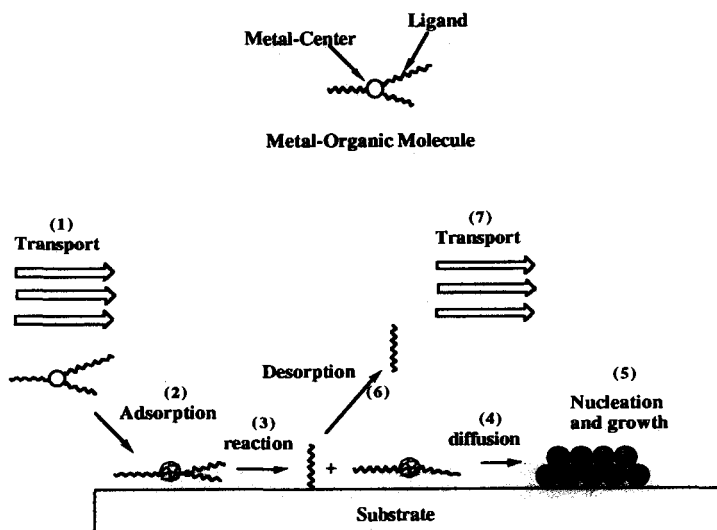 Ligand
Metal-Center
Metal-Organic Molecule
(1)
Transport
(7)
Transport
Desorption
(6)
(2)
Adsorption
(3)
reaction
+
(4)
diffusion
(5)
Nucleation
and growth
Substrate